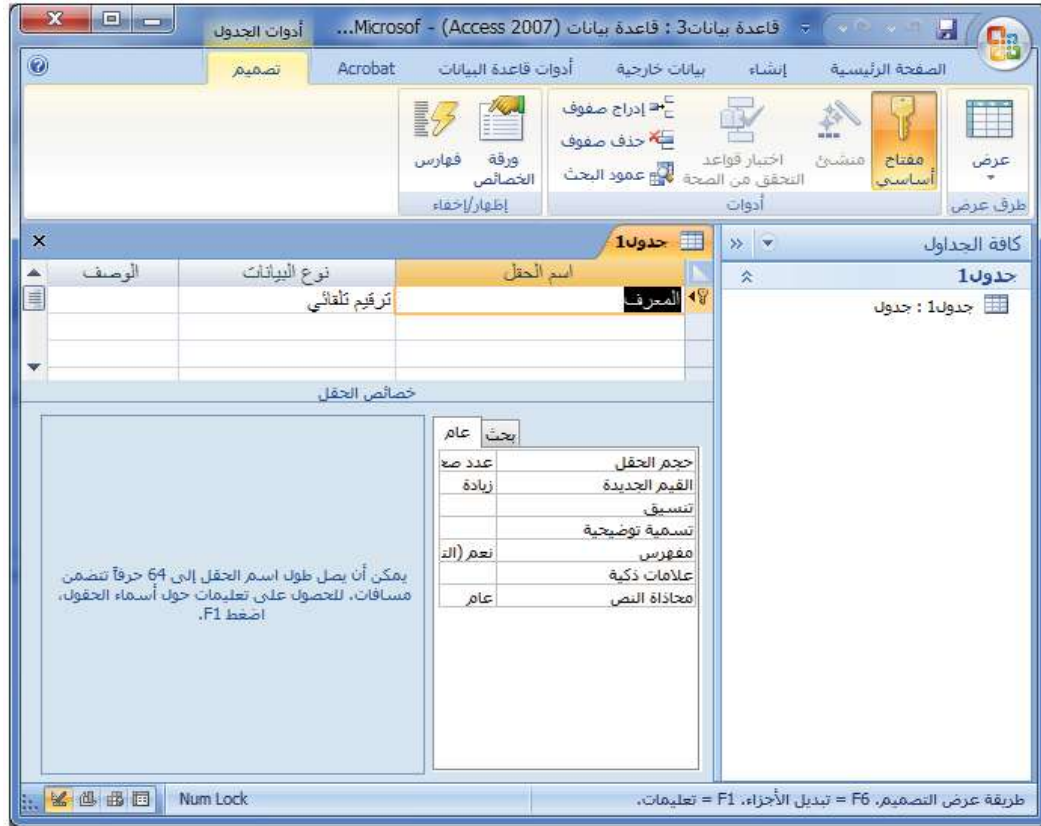 قاعدة بيانات3 : قاعدة بيانات (Access 2007) - Microsof...
أدوات الجدول
الصفحة الرئيسية
إنشاء
بيانات خارجية
أدوات قاعدة البيانات
Acrobat
تصميم
عرض
مفتاح أساسي
منشئ
اختبار قواعد التحقق من الصحة
إدراج صفوف
حذف صفوف
عمود البحث
ورقة الخصائص
فهارس
طرق عرض
أدوات
إظهار/إخفاء
كافة الجداول
جدول1
جدول1
جدول1 : جدول
اسم الحقل
نوع البيانات
الوصف
المعرف
ترقيم تلقائي
خصائص الحقل
بحث
عام
حجم الحقل
عدد صح
القيم الجديدة
زيادة
تنسيق
تسمية توضيحية
مفهرس
نعم (الت
علامات ذكية
محاذاة النص
عام
يمكن أن يصل طول اسم الحقل إلى 64 حرفاً تتضمن
مسافات. للحصول على تعليمات حول أسماء الحقول،
اضغط F1.
طريقة عرض التصميم. F6 = تبديل الأجزاء. F1 = تعليمات.
Num Lock